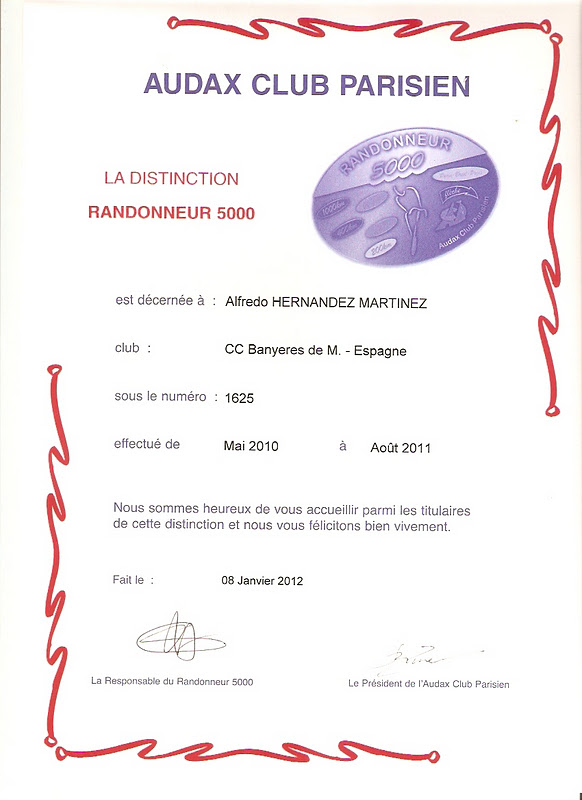 AUDAX CLUB PARISIEN
RANDONNEUR
5000
LA DISTINCTION
RANDONNEUR 5000
1000km
200km
Flèche
Audax Club Parisien
est décernée à : Alfredo HERNANDEZ MARTINEZ
club : CC Banyeres de M. - Espagne
sous le numéro : 1625
effectué de Mai 2010 à Août 2011
Nous sommes heureux de vous accueillir parmi les titulaires
de cette distinction et nous vous félicitons bien vivement.
Fait le : 08 Janvier 2012
La Responsable du Randonneur 5000
Le Président de l'Audax Club Parisien